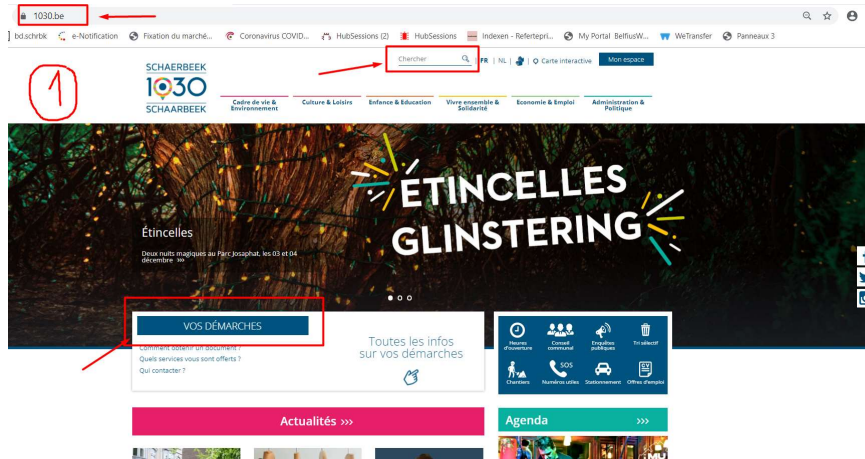 1030.be
bd.schrbk
e-Notification
Fixation du marché...
Coronavirus COVID...
HubSessions (2)
HubSessions
Indexen - Refertepri...
My Portal BelfiusW...
WeTransfer
Panneaux 3
Chercher
FR | NL |
Carte interactive
Mon espace
1
SCHAERBEEK
1030
SCHAARBEEK
Cadre de vie &
Environnement
Culture & Loisirs
Enfance & Education
Vivre ensemble &
Solidarité
Economie & Emploi
Administration &
Politique
ÉTINCELLES
GLINSTERING
Étincelles
Deux nuits magiques au Parc Josaphat, les 03 et 04
décembre >>>
VOS DÉMARCHES
Comment obtenir un document ?
Quels services vous sont offerts ?
Qui contacter ?
Toutes les infos
sur vos démarches
Heures
d'ouverture
Conseil
communal
Enquêtes
publiques
Tri sélectif
SOS
Chantiers
Numéros utiles
Stationnement
Offres d'emploi
Actualités >>>
Agenda >>>
MU